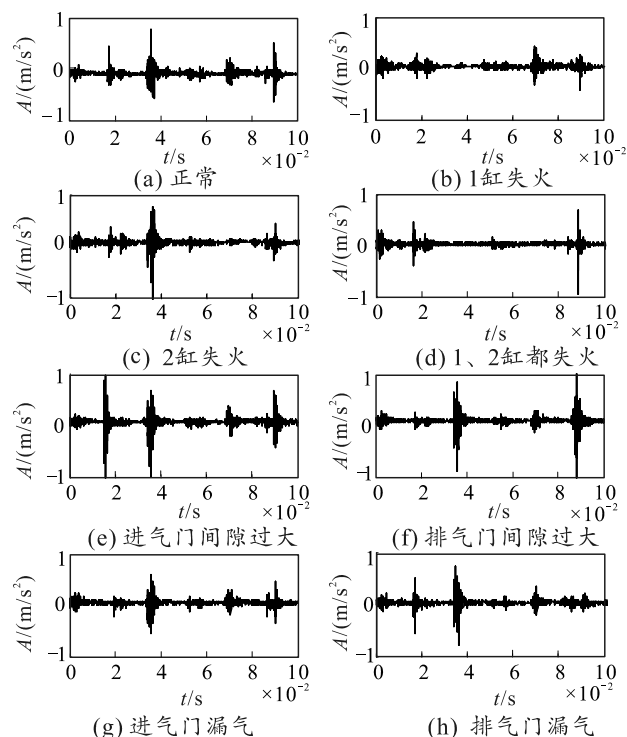 1
0
−1
A/(m/s²)
0 2 4 6 8 10
t/s
×10⁻²
(a) 正常
1
0
−1
A/(m/s²)
0 2 4 6 8 10
t/s
×10⁻²
(b) 1缸失火
1
0
−1
A/(m/s²)
0 2 4 6 8 10
t/s
×10⁻²
(c) 2缸失火
1
0
−1
A/(m/s²)
0 2 4 6 8 10
t/s
×10⁻²
(d) 1、2缸都失火
1
0
−1
A/(m/s²)
0 2 4 6 8 10
t/s
×10⁻²
(e) 进气门间隙过大
1
0
−1
A/(m/s²)
0 2 4 6 8 10
t/s
×10⁻²
(f) 排气门间隙过大
1
0
−1
A/(m/s²)
0 2 4 6 8 10
t/s
×10⁻²
(g) 进气门漏气
1
0
−1
A/(m/s²)
0 2 4 6 8 10
t/s
×10⁻²
(h) 排气门漏气